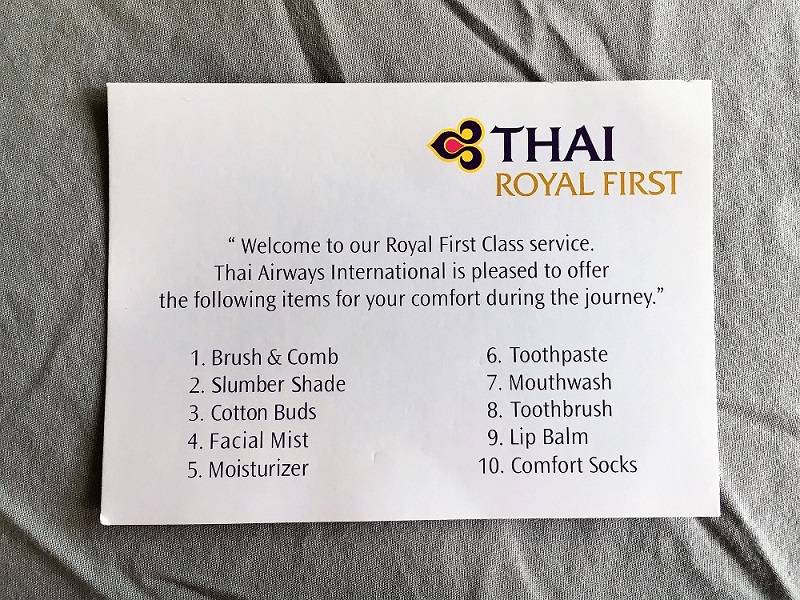 THAI
ROYAL FIRST
“ Welcome to our Royal First Class service.
Thai Airways International is pleased to offer
the following items for your comfort during the journey.”
1. Brush & Comb
2. Slumber Shade
3. Cotton Buds
4. Facial Mist
5. Moisturizer
6. Toothpaste
7. Mouthwash
8. Toothbrush
9. Lip Balm
10. Comfort Socks